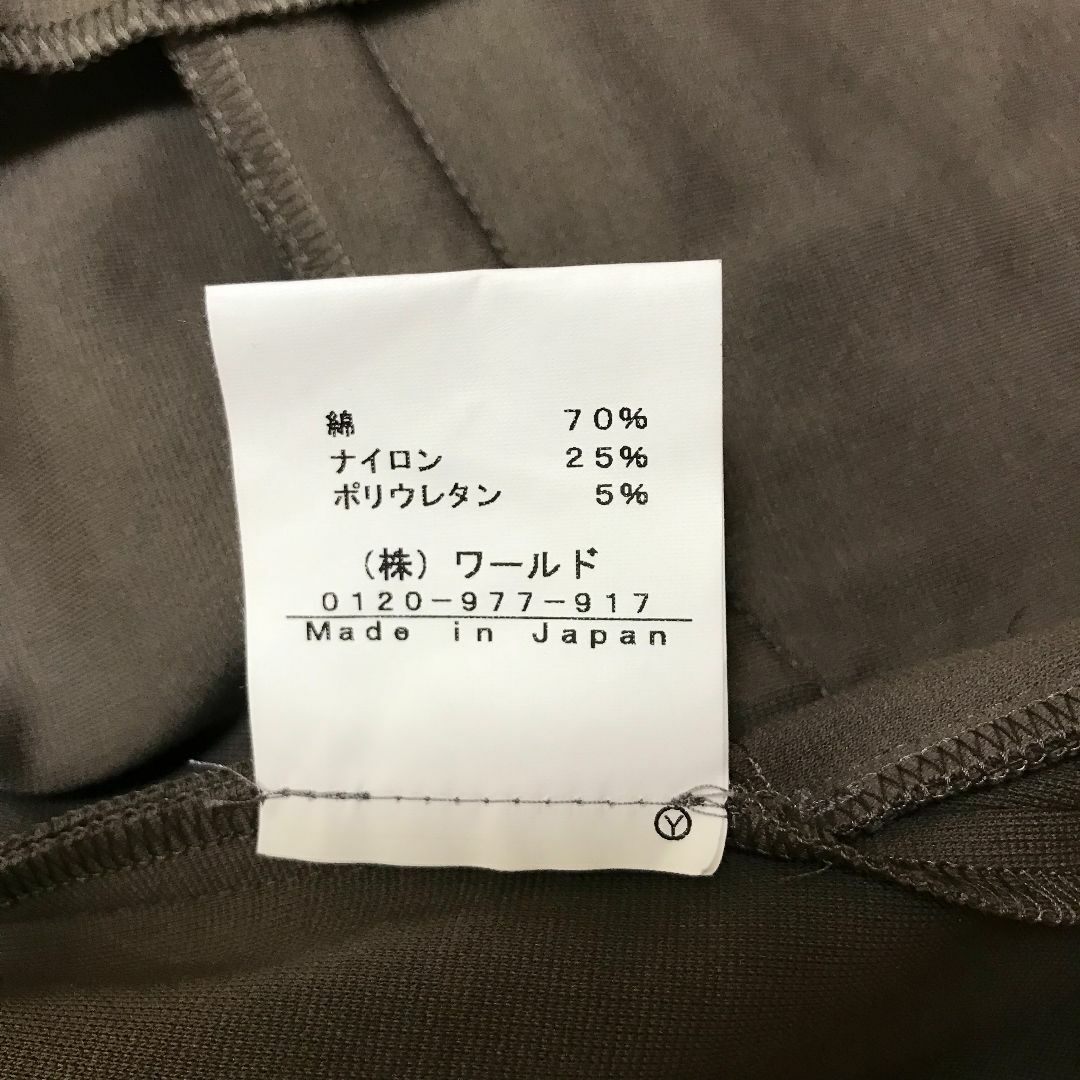 綿 70%
ナイロン 25%
ポリウレタン 5%
(株)ワールド
0120-977-917
Made in Japan
Y